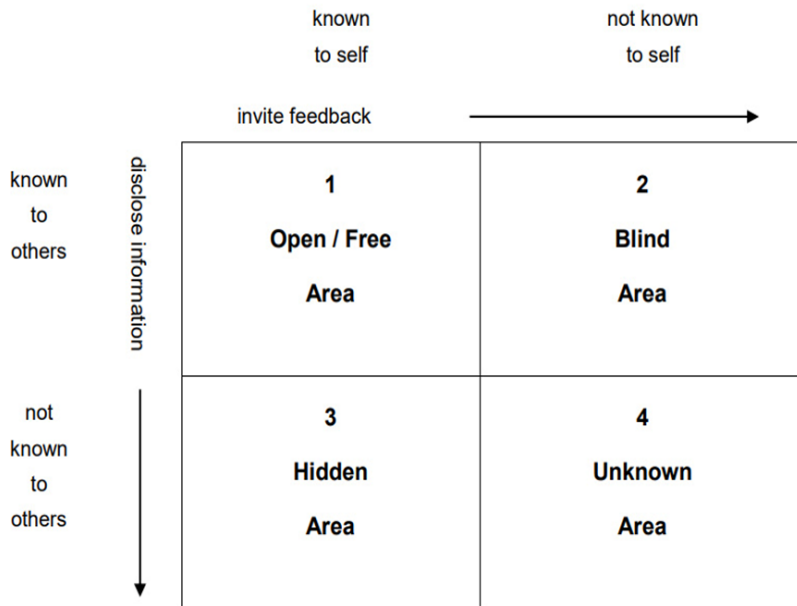 known
to self
not known
to self
invite feedback
known
to
others
disclose information
1
Open / Free
Area
2
Blind
Area
not
known
to
others
3
Hidden
Area
4
Unknown
Area